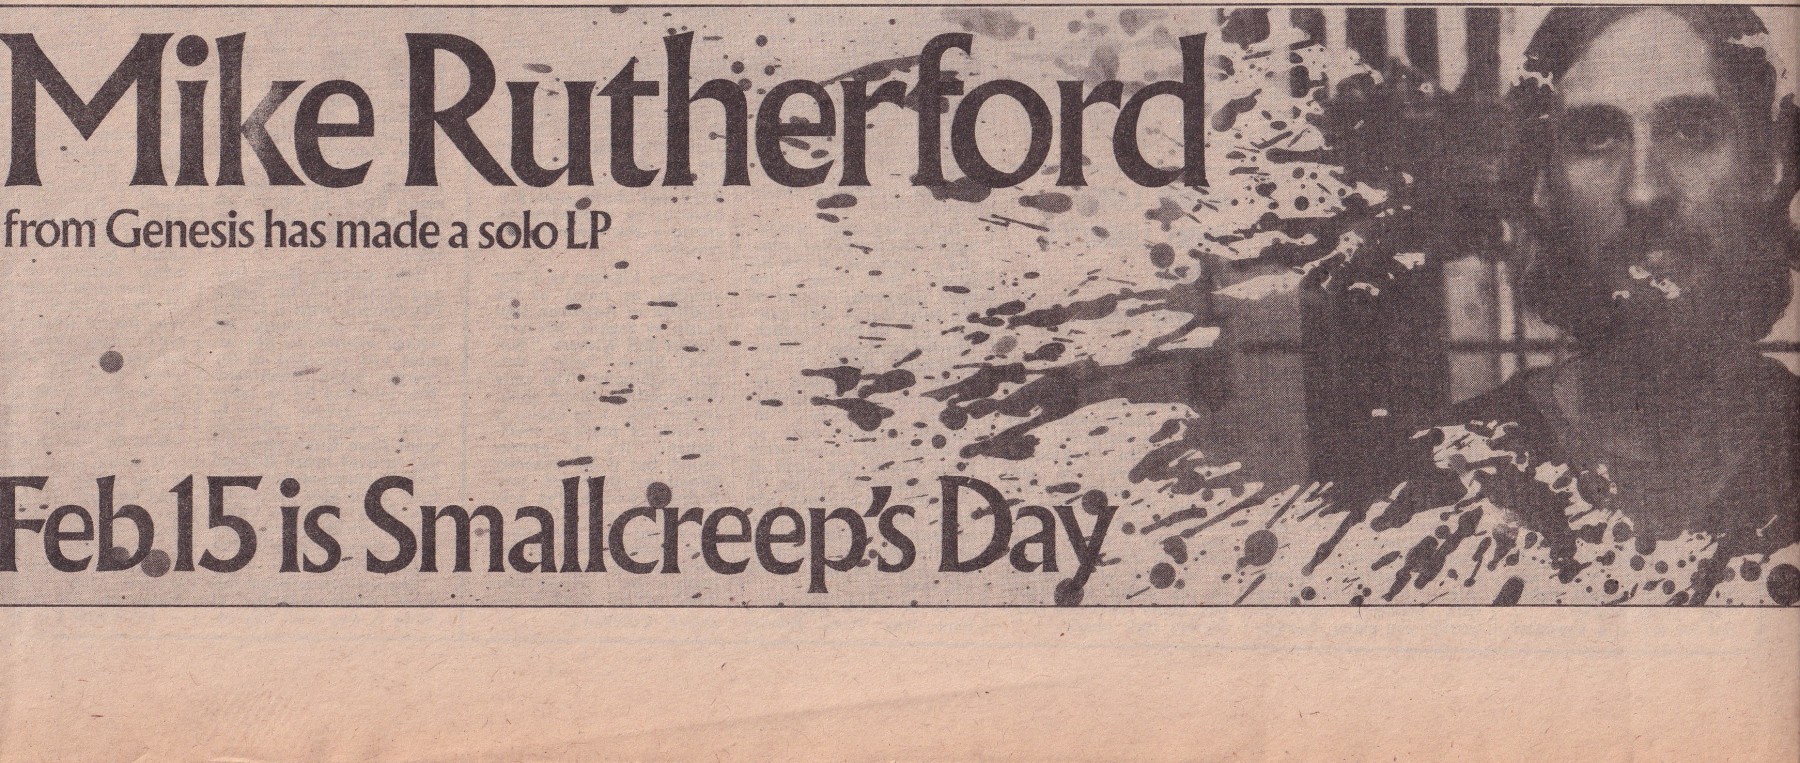 Mike Rutherford
from Genesis has made a solo LP
Feb.15 is Smallcreep's Day